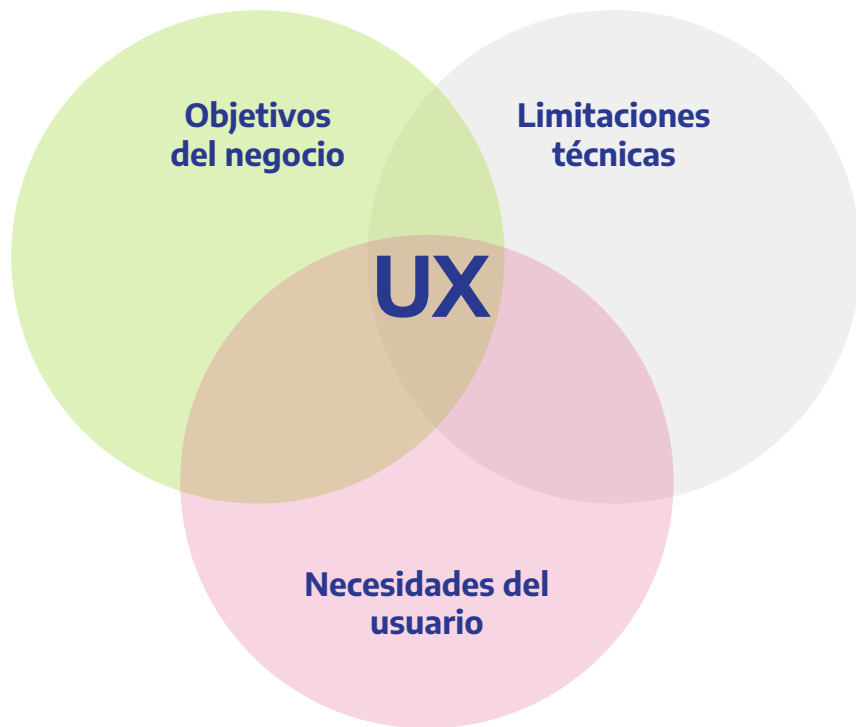 Objetivos
del negocio
Limitaciones
técnicas
UX
Necesidades del
usuario